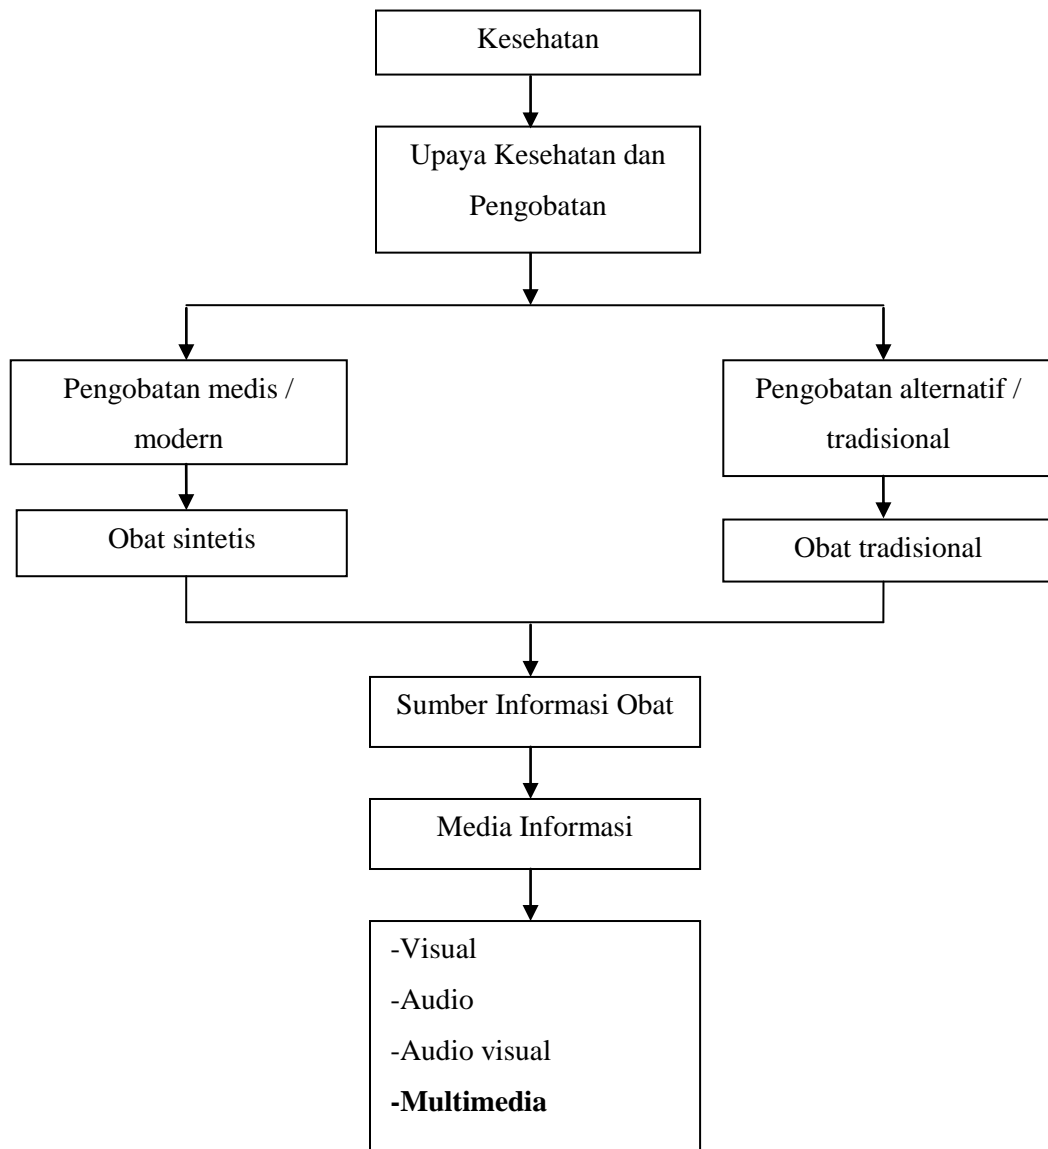 Kesehatan
Upaya Kesehatan dan
Pengobatan
Pengobatan medis /
modern
Obat sintetis
Pengobatan alternatif /
tradisional
Obat tradisional
Sumber Informasi Obat
Media Informasi
-Visual
-Audio
-Audio visual
-Multimedia